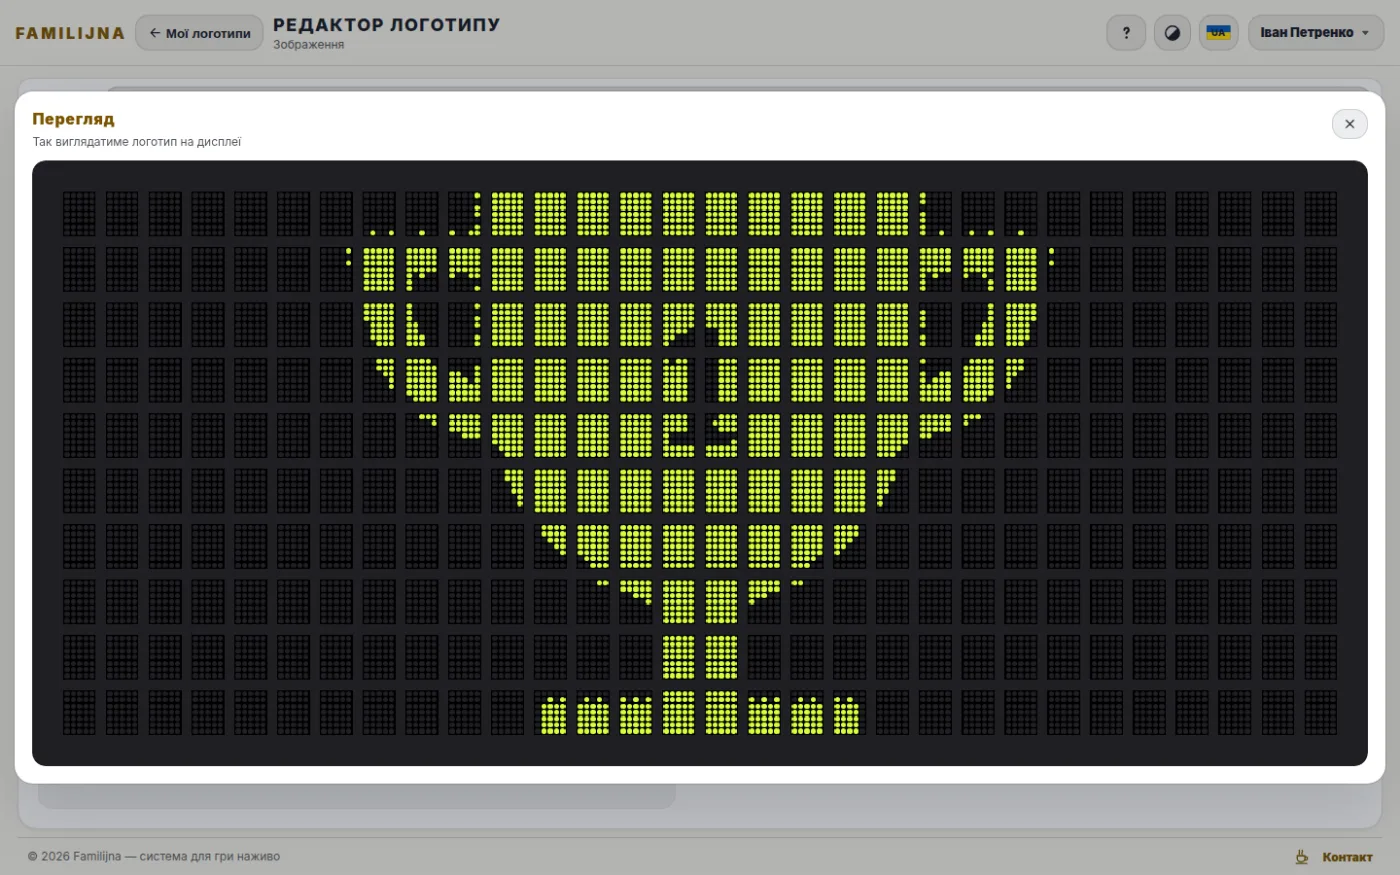 FAMILIJNA
← Мої логотипи
РЕДАКТОР ЛОГОТИПУ
Зображення
?
UA
Іван Петренко
Перегляд
Так виглядатиме логотип на дисплеї
© 2026 Familijna — система для гри наживо
Контакт